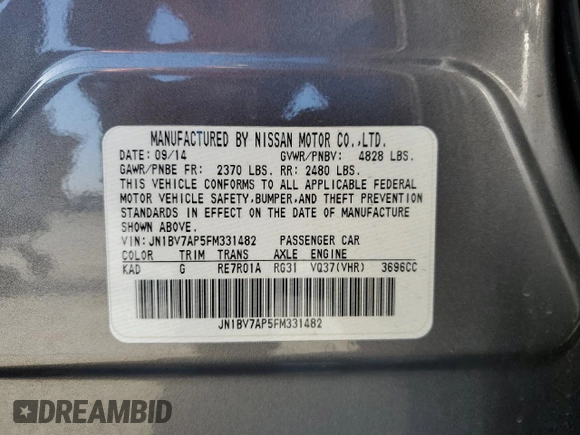 MANUFACTURED BY NISSAN MOTOR CO.,LTD.
DATE: 09/14 GVWR/PNBV: 4828 LBS.
GAWR/PNBE FR: 2370 LBS. RR: 2480 LBS.
THIS VEHICLE CONFORMS TO ALL APPLICABLE FEDERAL
MOTOR VEHICLE SAFETY,BUMPER,AND THEFT PREVENTION
STANDARDS IN EFFECT ON THE DATE OF MANUFACTURE
SHOWN ABOVE.
VIN: JN1BV7AP5FM331482 PASSENGER CAR
COLOR TRIM TRANS AXLE ENGINE
KAD G RE7R01A RG31 VQ37(VHR) 3696CC
JN1BV7AP5FM331482
DREAMBID